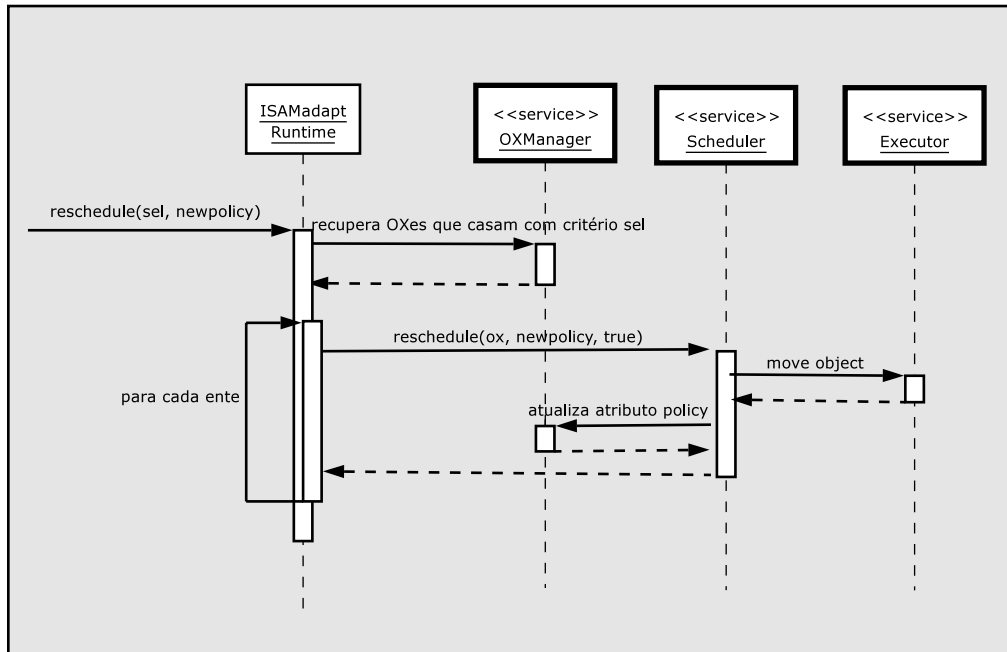 ISAMadapt
Runtime
<<service>>
OXManager
<<service>>
Scheduler
<<service>>
Executor
reschedule(sel, newpolicy)
recupera OXes que casam com critério sel
reschedule(ox, newpolicy, true)
move object
para cada ente
atualiza atributo policy